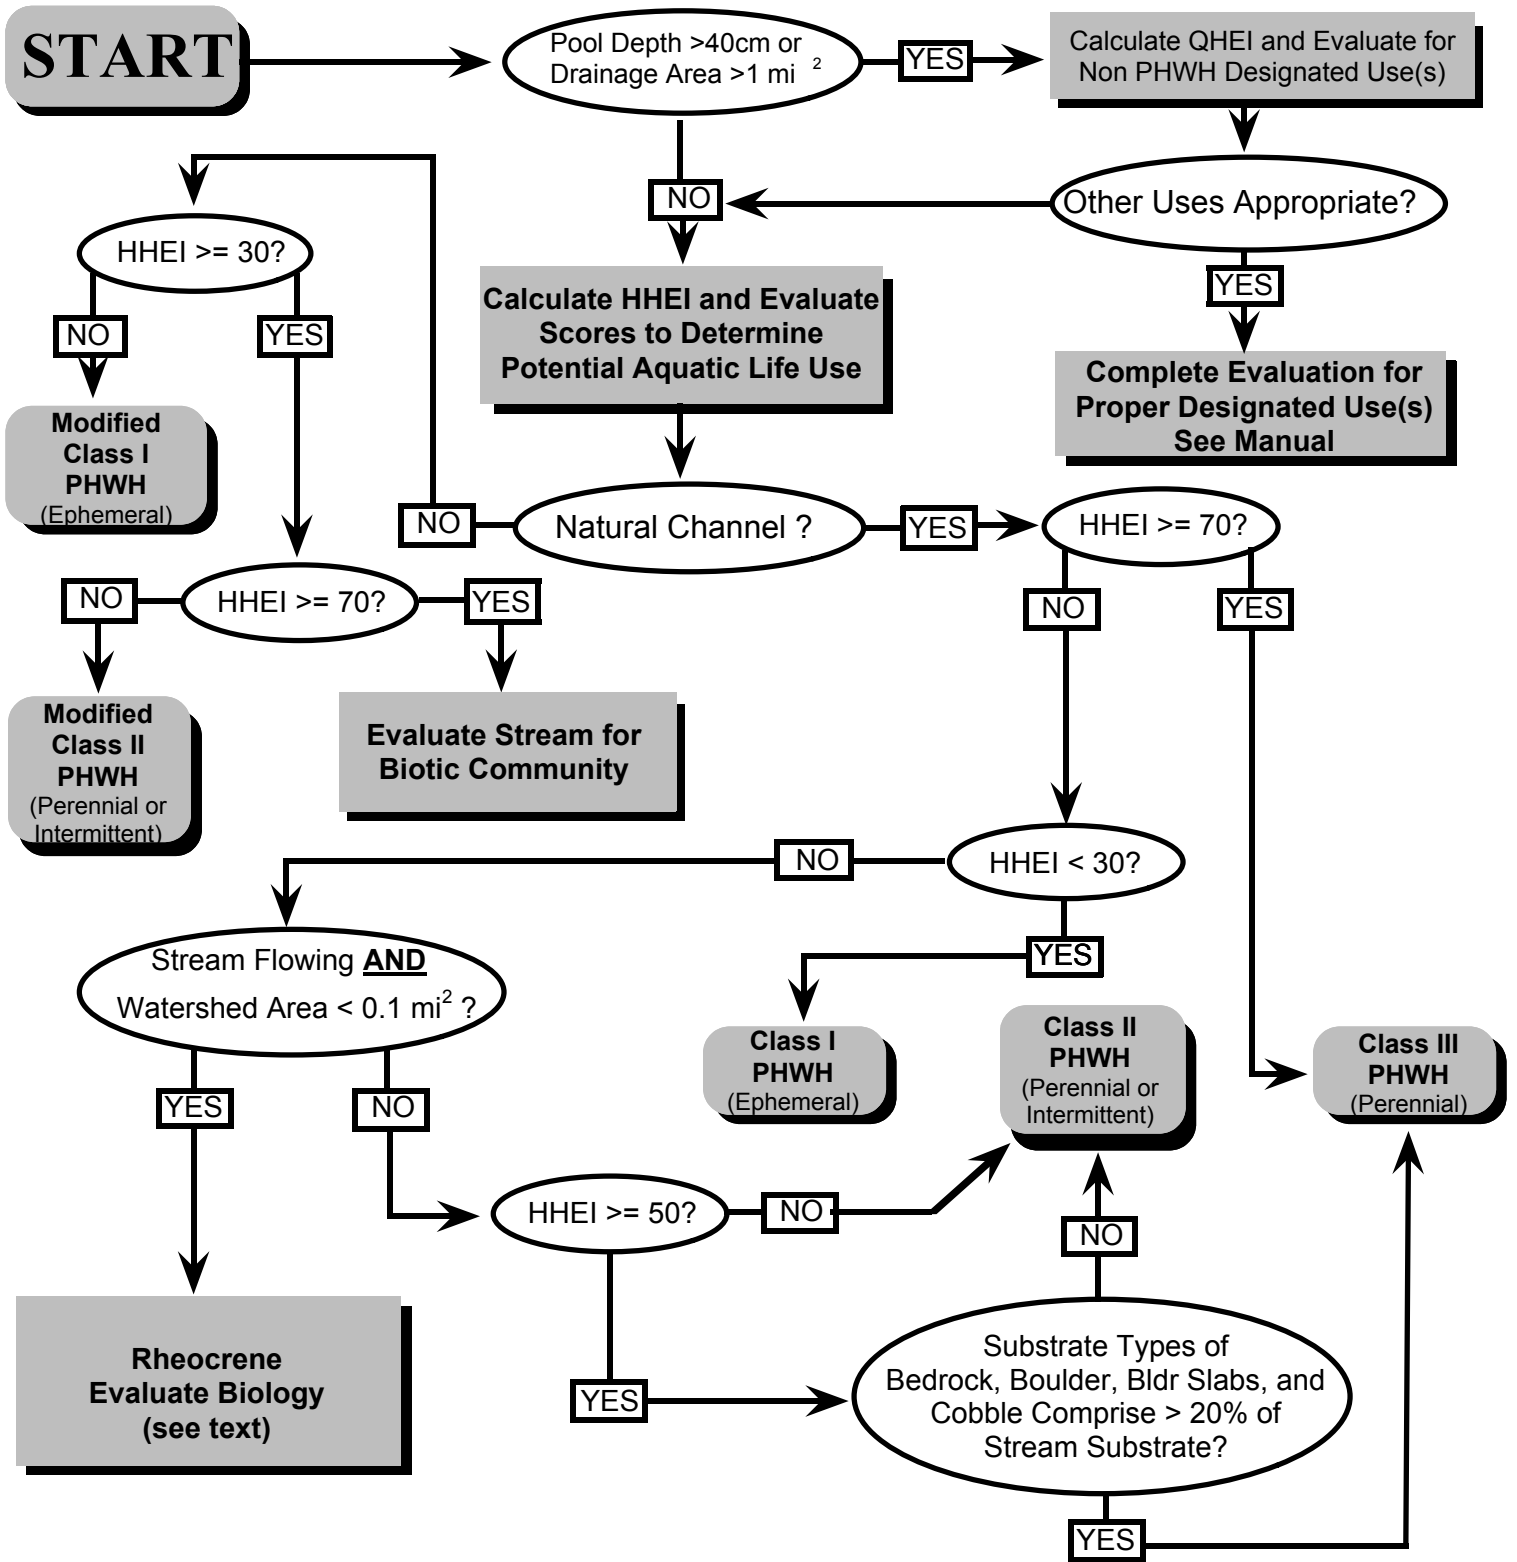 START
Pool Depth >40cm or
Drainage Area >1 mi 2
YES
Calculate QHEI and Evaluate for
Non PHWH Designated Use(s)
NO
Other Uses Appropriate?
YES
Complete Evaluation for
Proper Designated Use(s)
See Manual
Calculate HHEI and Evaluate
Scores to Determine
Potential Aquatic Life Use
HHEI >= 30?
NO
YES
Modified
Class I
PHWH
(Ephemeral)
NO
Natural Channel ?
YES
HHEI >= 70?
NO
HHEI >= 70?
YES
NO
YES
Modified
Class II
PHWH
(Perennial or
Intermittent)
Evaluate Stream for
Biotic Community
NO
HHEI < 30?
YES
Stream Flowing AND
Watershed Area < 0.1 mi2 ?
YES
NO
Class I
PHWH
(Ephemeral)
Class II
PHWH
(Perennial or
Intermittent)
Class III
PHWH
(Perennial)
HHEI >= 50?
NO
NO
YES
Rheocrene
Evaluate Biology
(see text)
Substrate Types of
Bedrock, Boulder, Bldr Slabs, and
Cobble Comprise > 20% of
Stream Substrate?
YES